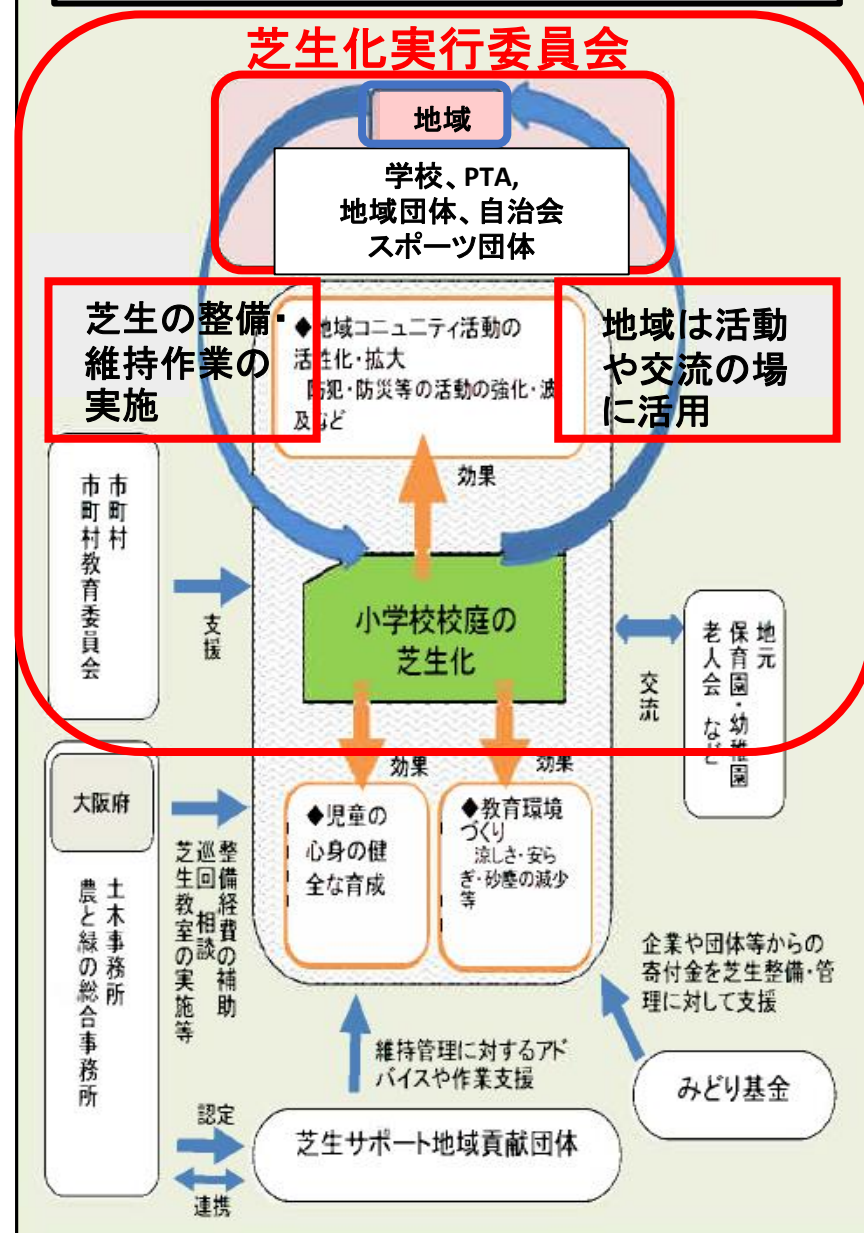 芝生化実行委員会
地域
学校、PTA,
地域団体、自治会
スポーツ団体
芝生の整備・
維持作業の
実施
◆地域コニュニティ活動の
活性化・拡大
防犯・防災等の活動の強化・波
及など
地域は活動
や交流の場
に活用
効果
市町村
市町村教育委員会
支援
小学校校庭の
芝生化
交流
地元
保育園・幼稚園
老人会 など
効果
効果
◆児童の
心身の健
全な育成
◆教育環境
づくり
涼しさ・安ら
ぎ・砂塵の減少
等
大阪府
土木事務所
農と緑の総合事務所
整備経費の補助
巡回 相談
芝生教室の実施等
企業や団体等からの
寄付金を芝生整備・管
理に対して支援
みどり基金
維持管理に対するアド
バイスや作業支援
認定
連携
芝生サポート地域貢献団体